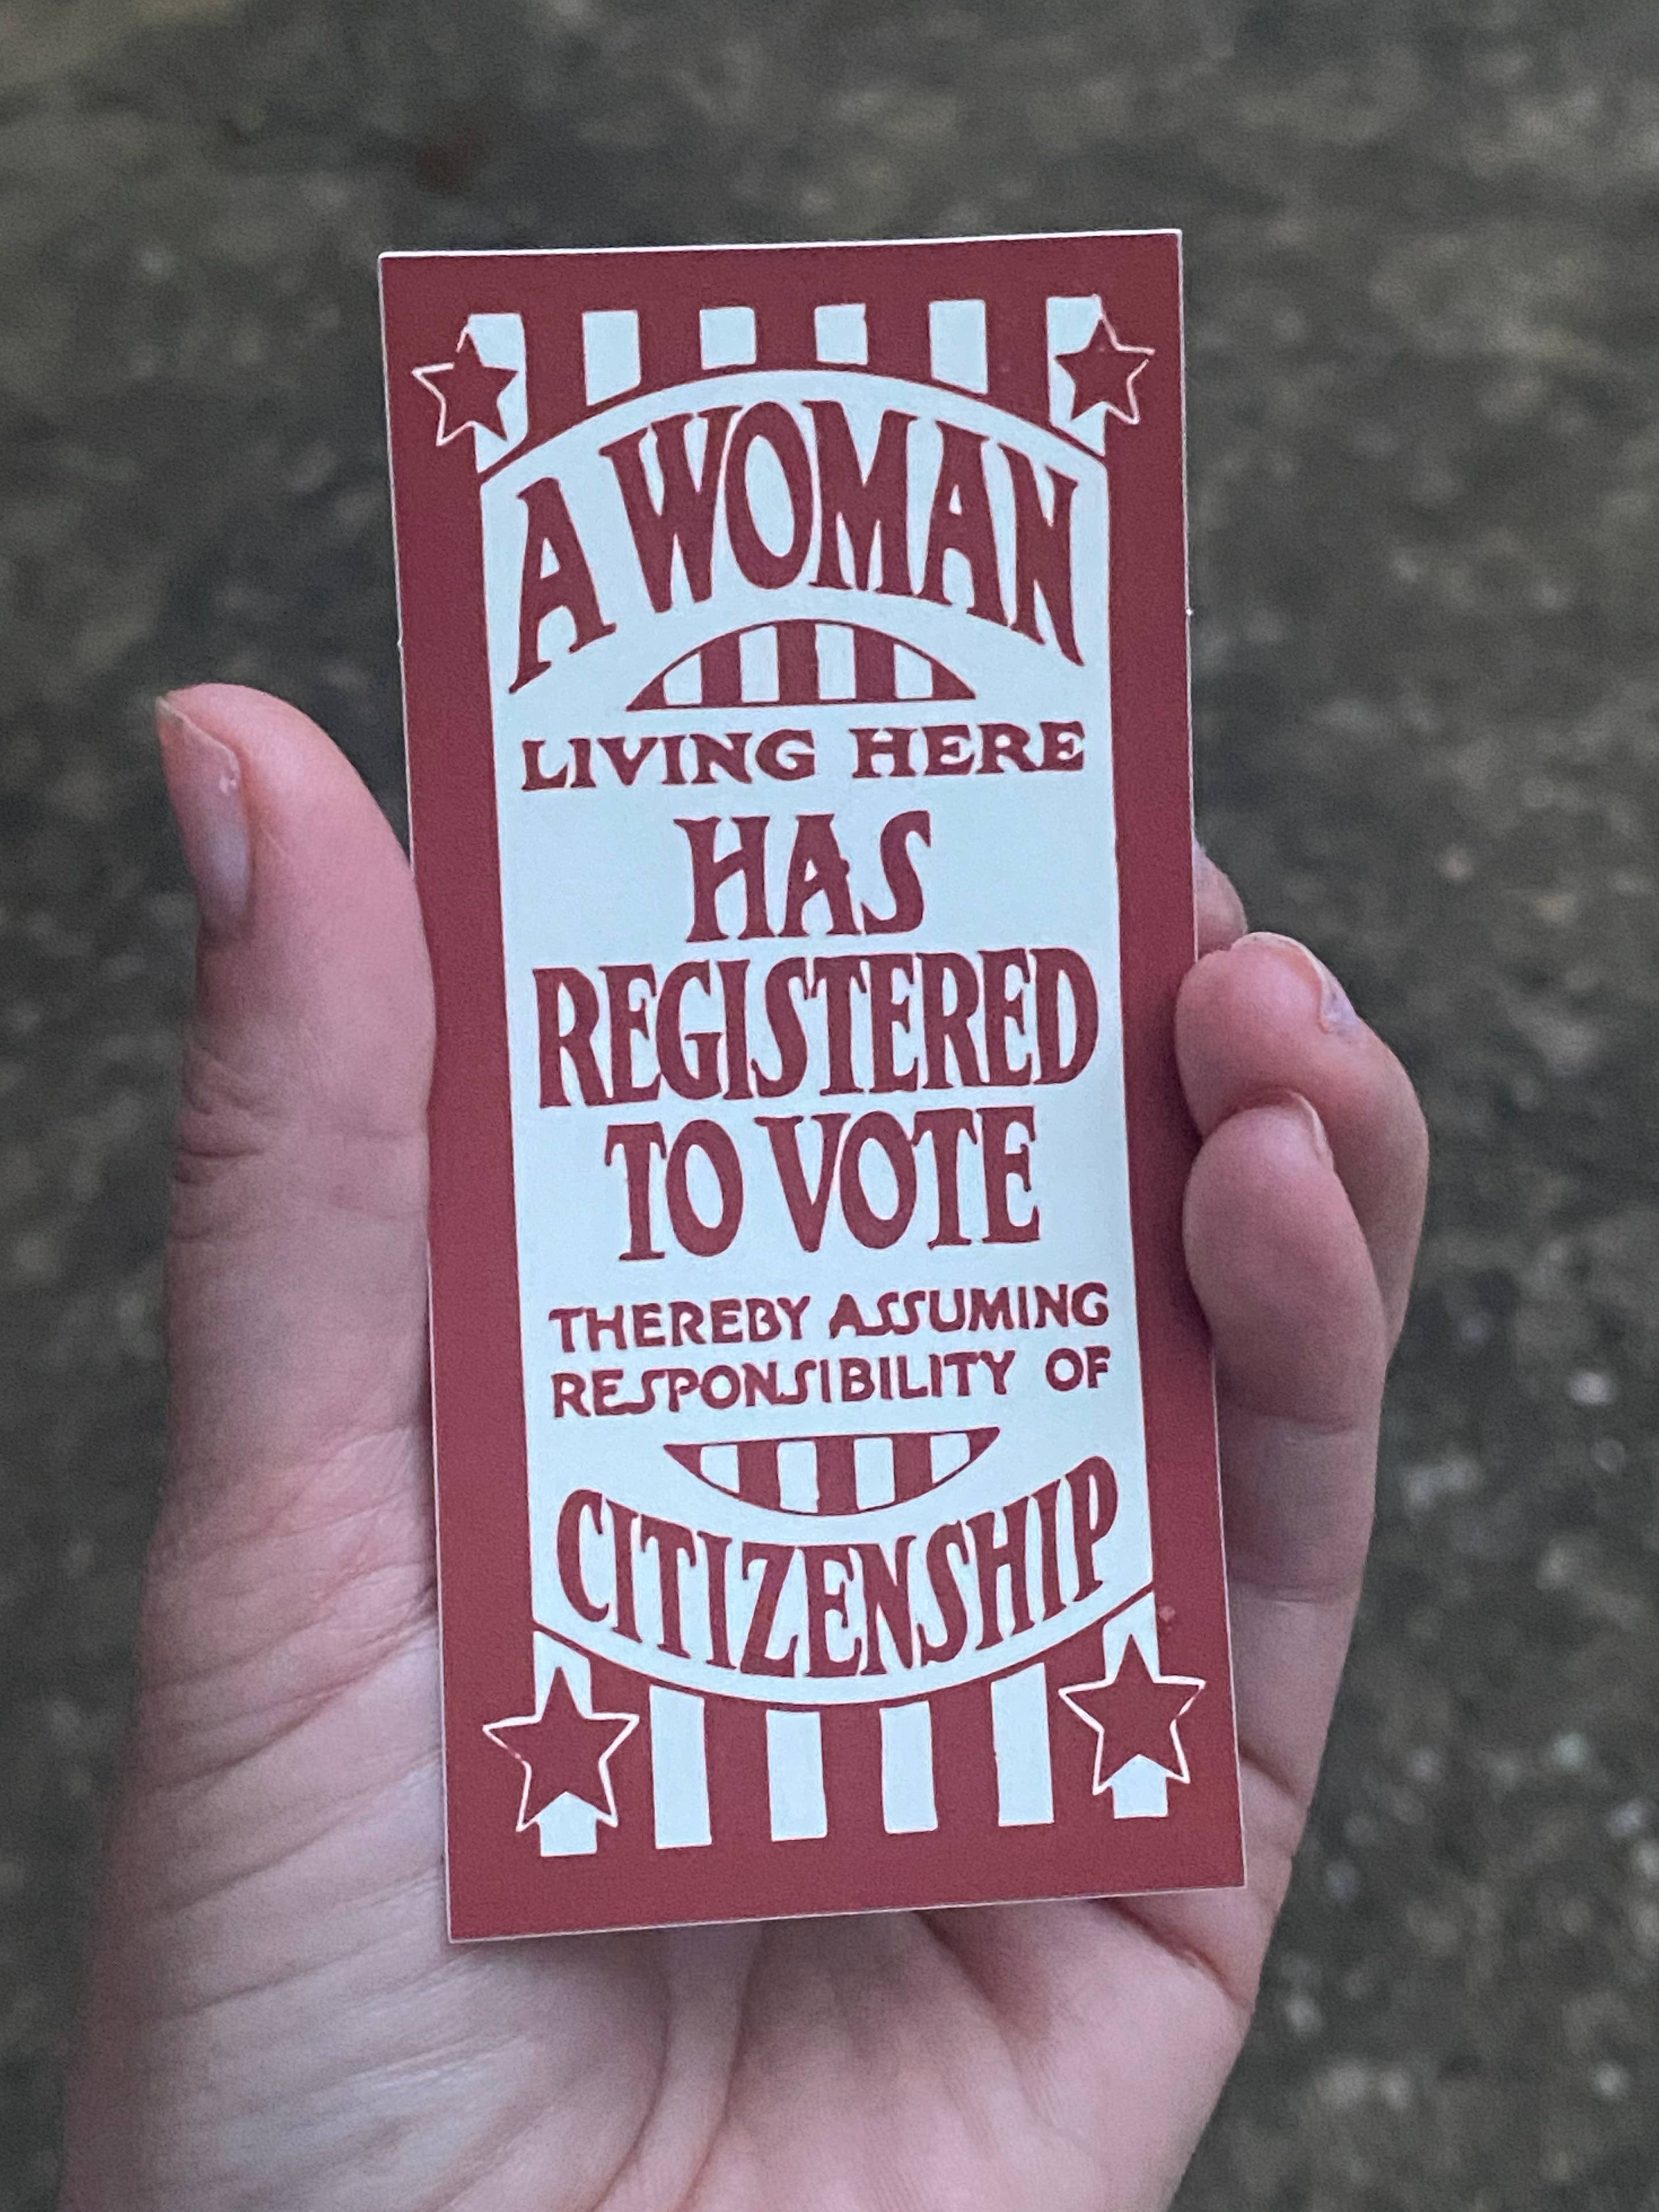 A WOMAN
LIVING HERE
HAS
REGISTERED
TO VOTE
THEREBY ASSUMING
RESPONSIBILITY OF
CITIZENSHIP